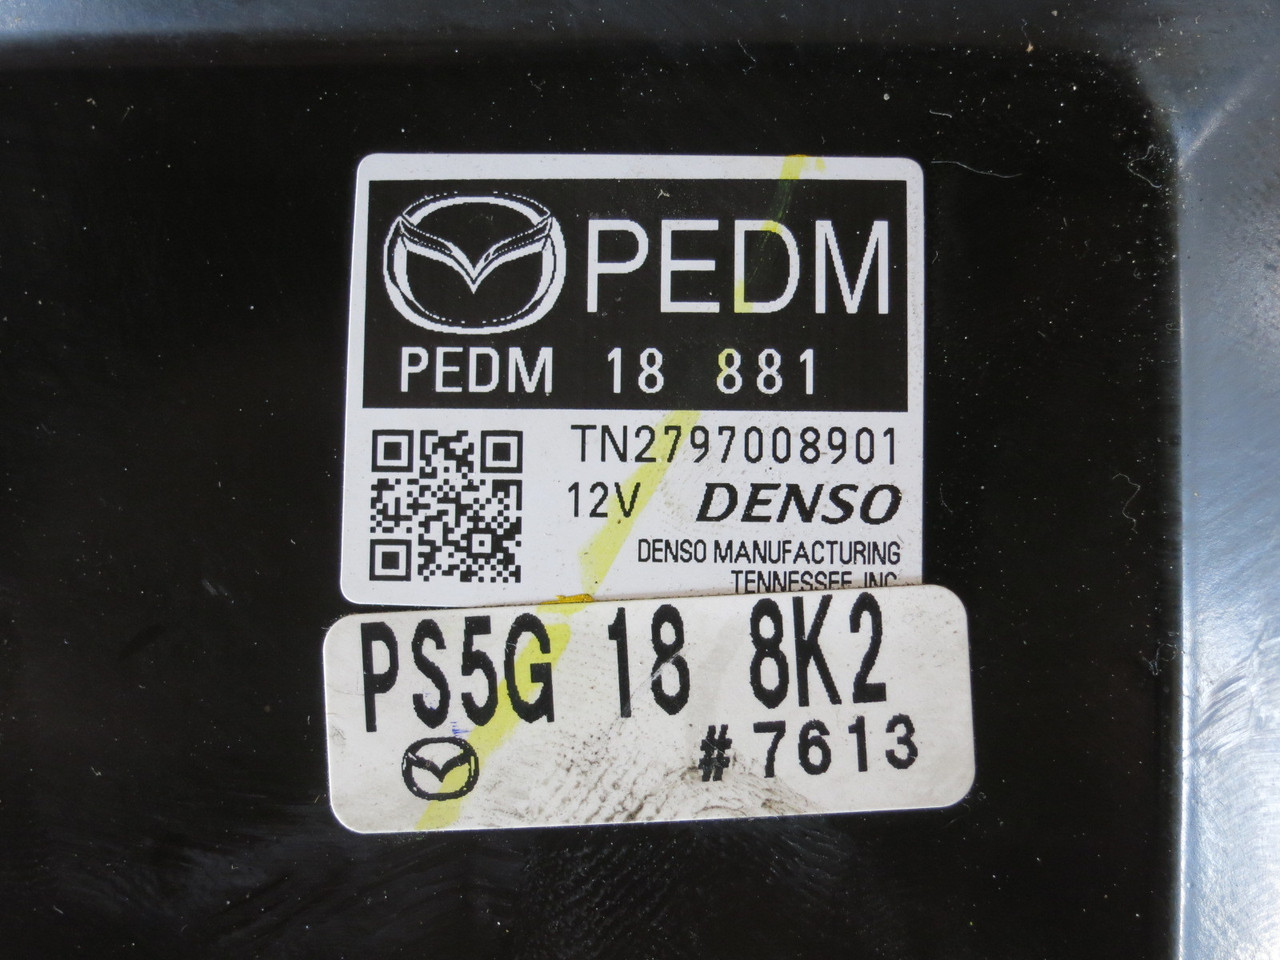 PEDM
PEDM 18 881
TN2797008901
12V DENSO
DENSO MANUFACTURING
TENNESSEE, INC
PS5G 18 8K2
#7613